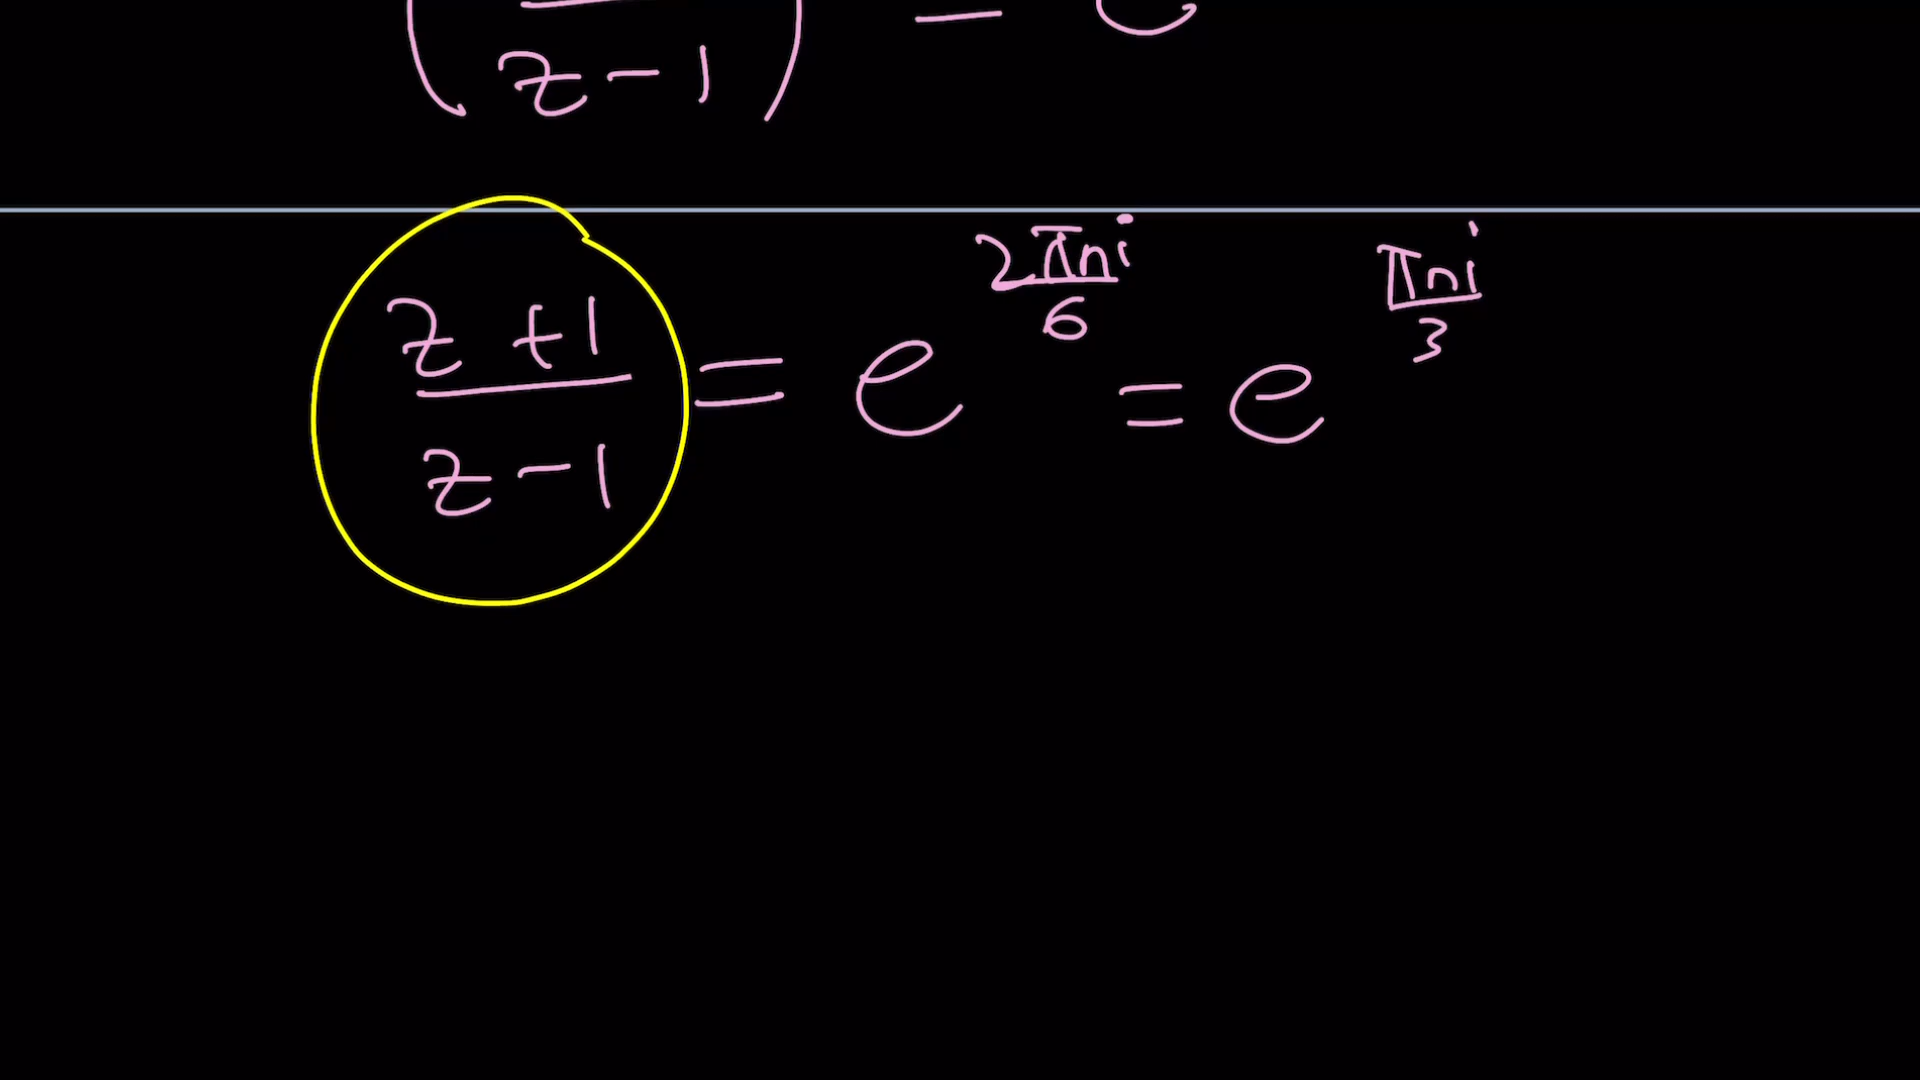 ( z - 1 ) = e
z + 1 / z - 1 = e^(2πni / 6) = e^(πni / 3)